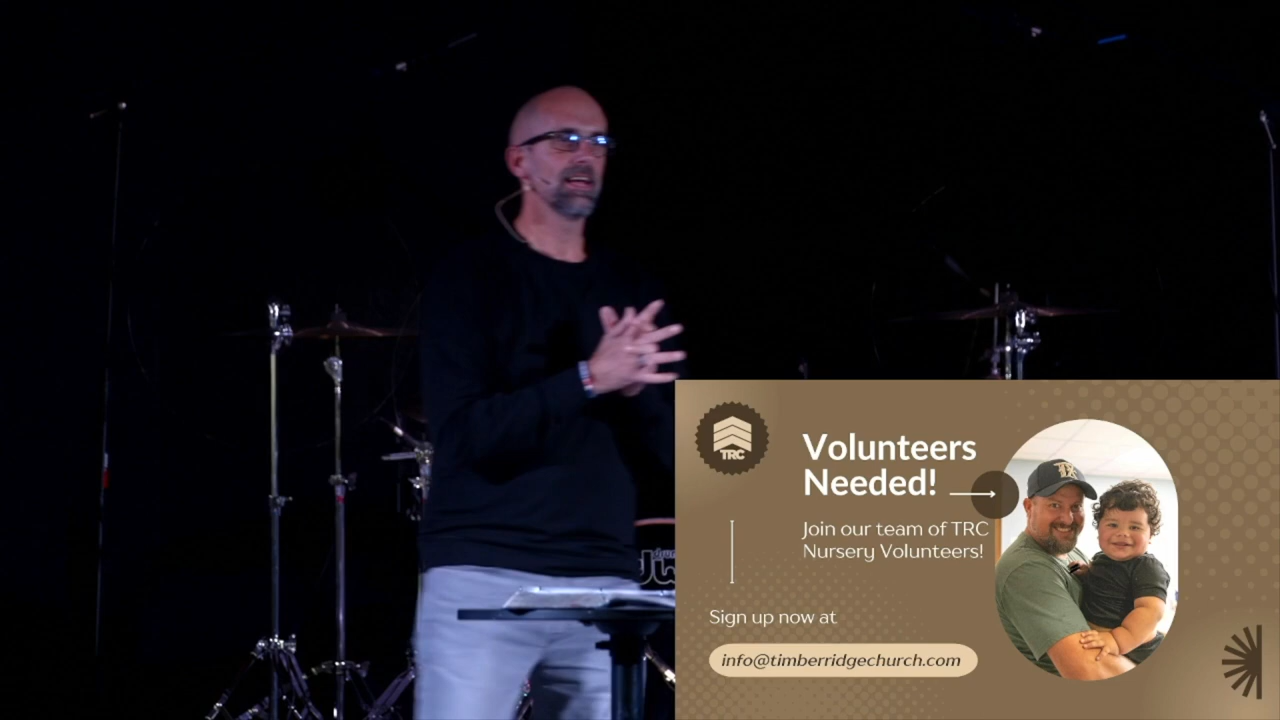 TRC
Volunteers
Needed!
Join our team of TRC
Nursery Volunteers!
Sign up now at
info@timberridgechurch.com